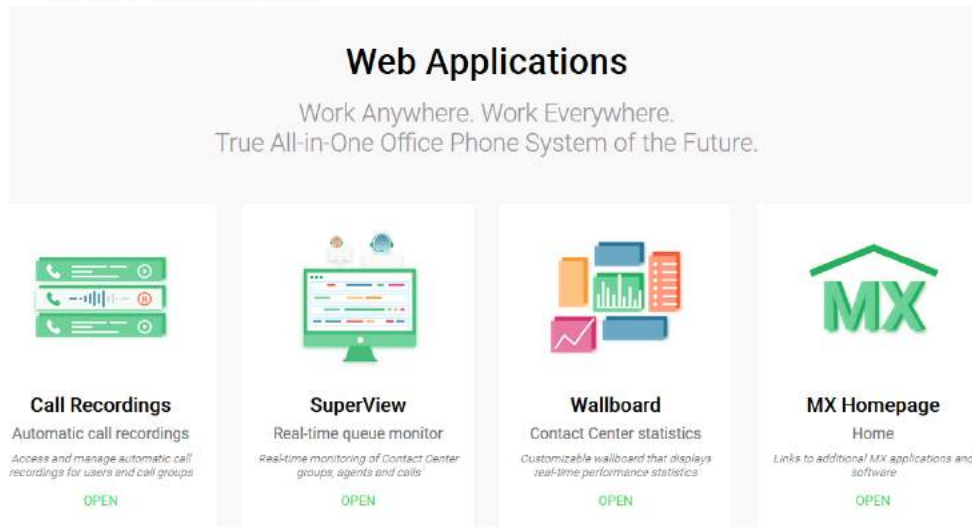 Web Applications
Work Anywhere. Work Everywhere.
True All-in-One Office Phone System of the Future.
MX
Call Recordings
Automatic call recordings
Access and manage automatic call
recordings for users and call groups
OPEN
SuperView
Real-time queue monitor
Real-time monitoring of Contact Center
groups, agents and calls
OPEN
Wallboard
Contact Center statistics
Customizable wallboard that displays
real-time performance statistics
OPEN
MX Homepage
Home
Links to additional MX applications and
software
OPEN